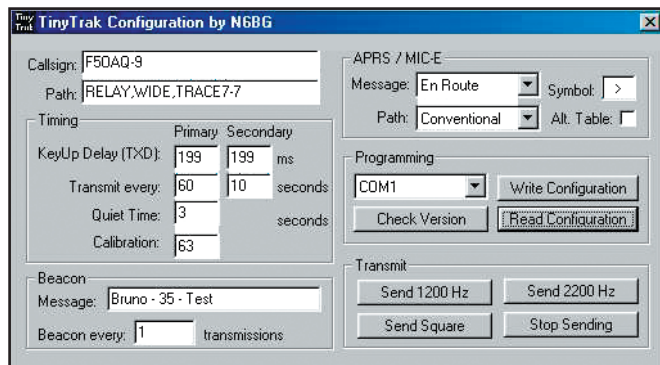 Tiny Trak TinyTrak Configuration by N6BG
Callsign: F5OAQ-9
Path: RELAY,WIDE,TRACE7-7
Timing
Primary Secondary
KeyUp Delay (TXD): 199 199 ms
Transmit every: 60 10 seconds
Quiet Time: 3 seconds
Calibration: 63
Beacon
Message: Bruno - 35 - Test
Beacon every: 1 transmissions
APRS / MIC-E
Message: En Route Symbol: >
Path: Conventional Alt. Table:
Programming
COM1 Write Configuration
Check Version Read Configuration
Transmit
Send 1200 Hz Send 2200 Hz
Send Square Stop Sending